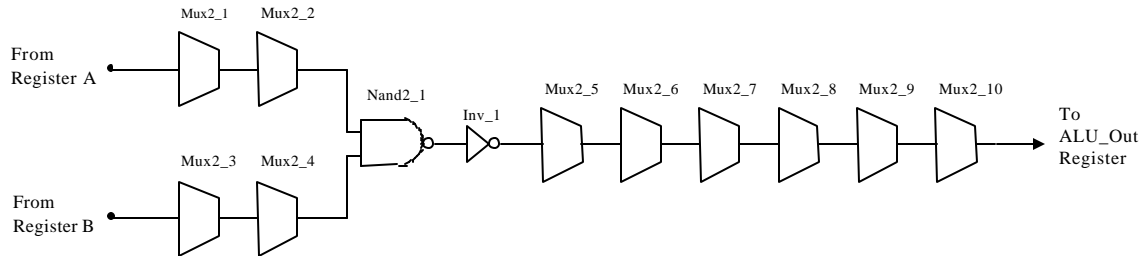 Mux2_1
Mux2_2
From
Register A
Nand2_1
Inv_1
Mux2_5
Mux2_6
Mux2_7
Mux2_8
Mux2_9
Mux2_10
To
ALU_Out
Register
Mux2_3
Mux2_4
From
Register B